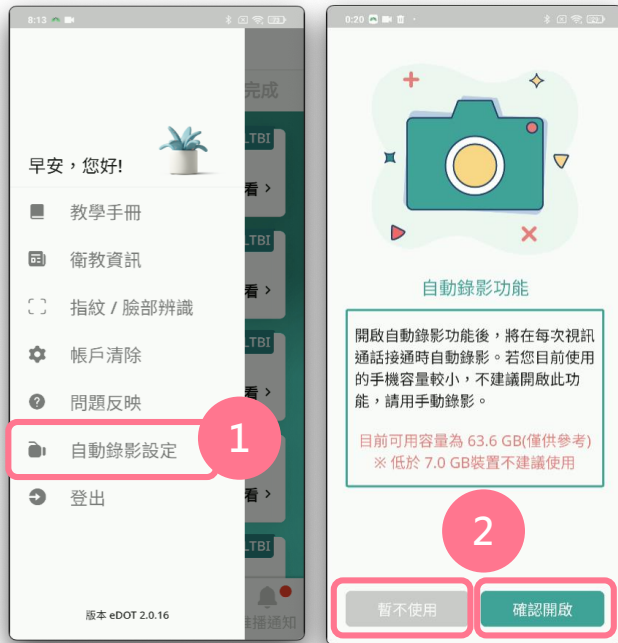 8:13
完成
LTBI
早安，您好!
看 >
教學手冊
LTBI
衛教資訊
看 >
指紋 / 臉部辨識
LTBI
帳戶清除
看 >
問題反映
1
自動錄影設定
看 >
登出
LTBI
版本 eDOT 2.0.16
推播通知
0:20
自動錄影功能
開啟自動錄影功能後，將在每次視訊
通話接通時自動錄影。若您目前使用
的手機容量較小，不建議開啟此功
能，請用手動錄影。
目前可用容量為 63.6 GB(僅供參考)
※ 低於 7.0 GB裝置不建議使用
2
暫不使用
確認開啟